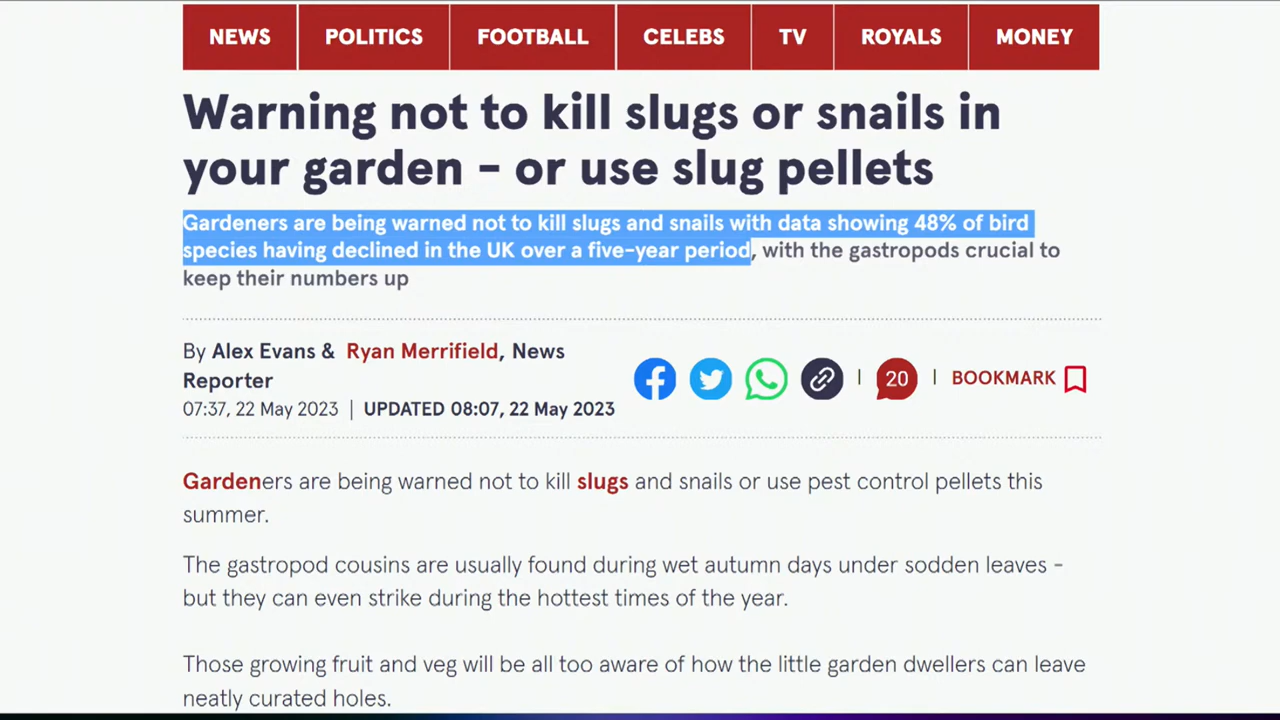 NEWS POLITICS FOOTBALL CELEBS TV ROYALS MONEY
Warning not to kill slugs or snails in
your garden - or use slug pellets
Gardeners are being warned not to kill slugs and snails with data showing 48% of bird
species having declined in the UK over a five-year period, with the gastropods crucial to
keep their numbers up
By Alex Evans & Ryan Merrifield, News
Reporter
07:37, 22 May 2023 | UPDATED 08:07, 22 May 2023
20 | BOOKMARK
Gardeners are being warned not to kill slugs and snails or use pest control pellets this
summer.
The gastropod cousins are usually found during wet autumn days under sodden leaves -
but they can even strike during the hottest times of the year.
Those growing fruit and veg will be all too aware of how the little garden dwellers can leave
neatly curated holes.